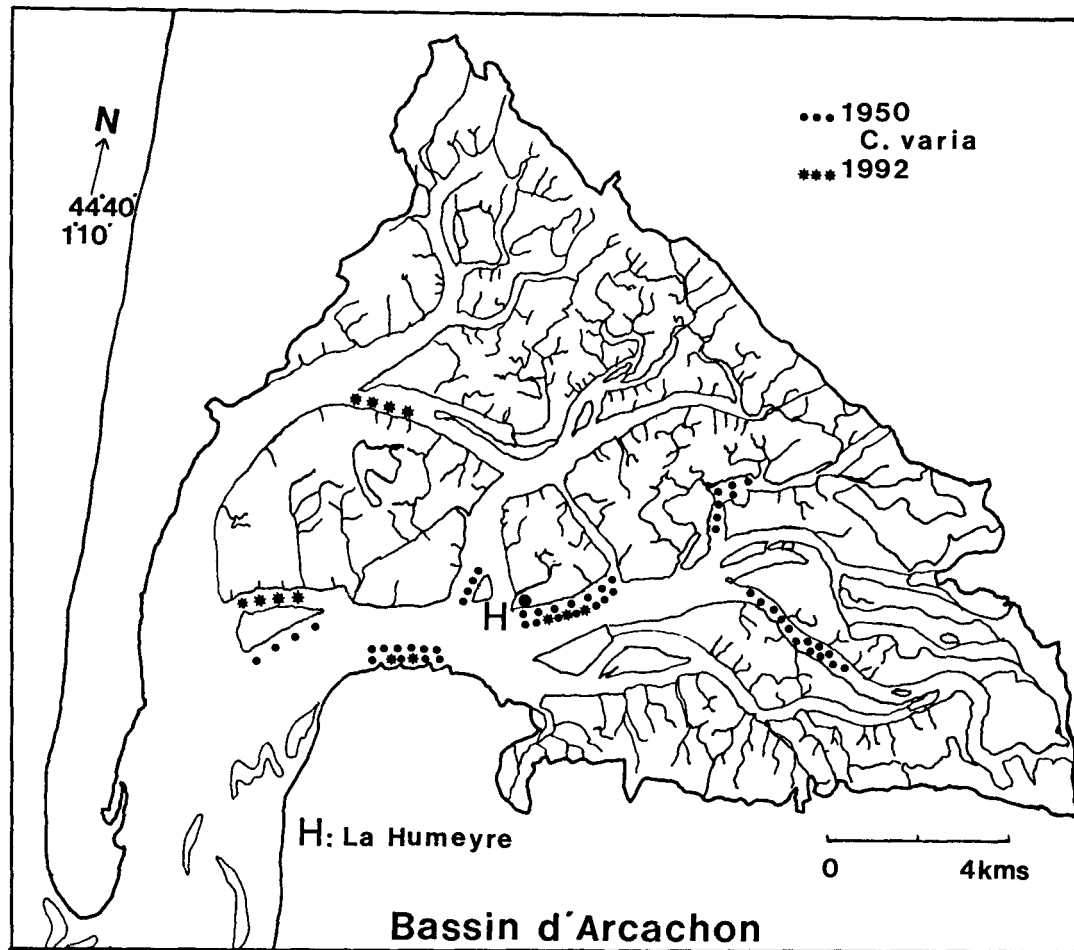 N
44°40'
1°10'
1950
C. varia
1992
H
H: La Humeyre
0 4kms
Bassin d'Arcachon